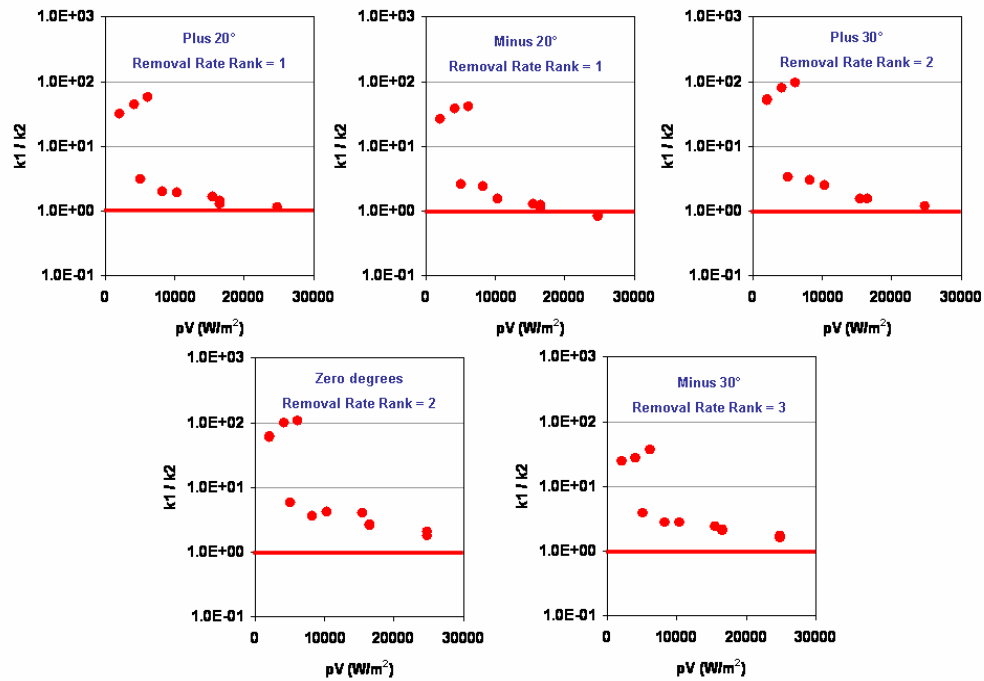 1.0E+03
1.0E+02
1.0E+01
1.0E+00
1.0E-01
k1 / k2
Plus 20°
Removal Rate Rank = 1
0 10000 20000 30000
pV (W/m²)
1.0E+03
1.0E+02
1.0E+01
1.0E+00
1.0E-01
k1 / k2
Minus 20°
Removal Rate Rank = 1
0 10000 20000 30000
pV (W/m²)
1.0E+03
1.0E+02
1.0E+01
1.0E+00
1.0E-01
k1 / k2
Plus 30°
Removal Rate Rank = 2
0 10000 20000 30000
pV (W/m²)
1.0E+03
1.0E+02
1.0E+01
1.0E+00
1.0E-01
k1 / k2
Zero degrees
Removal Rate Rank = 2
0 10000 20000 30000
pV (W/m²)
1.0E+03
1.0E+02
1.0E+01
1.0E+00
1.0E-01
k1 / k2
Minus 30°
Removal Rate Rank = 3
0 10000 20000 30000
pV (W/m²)